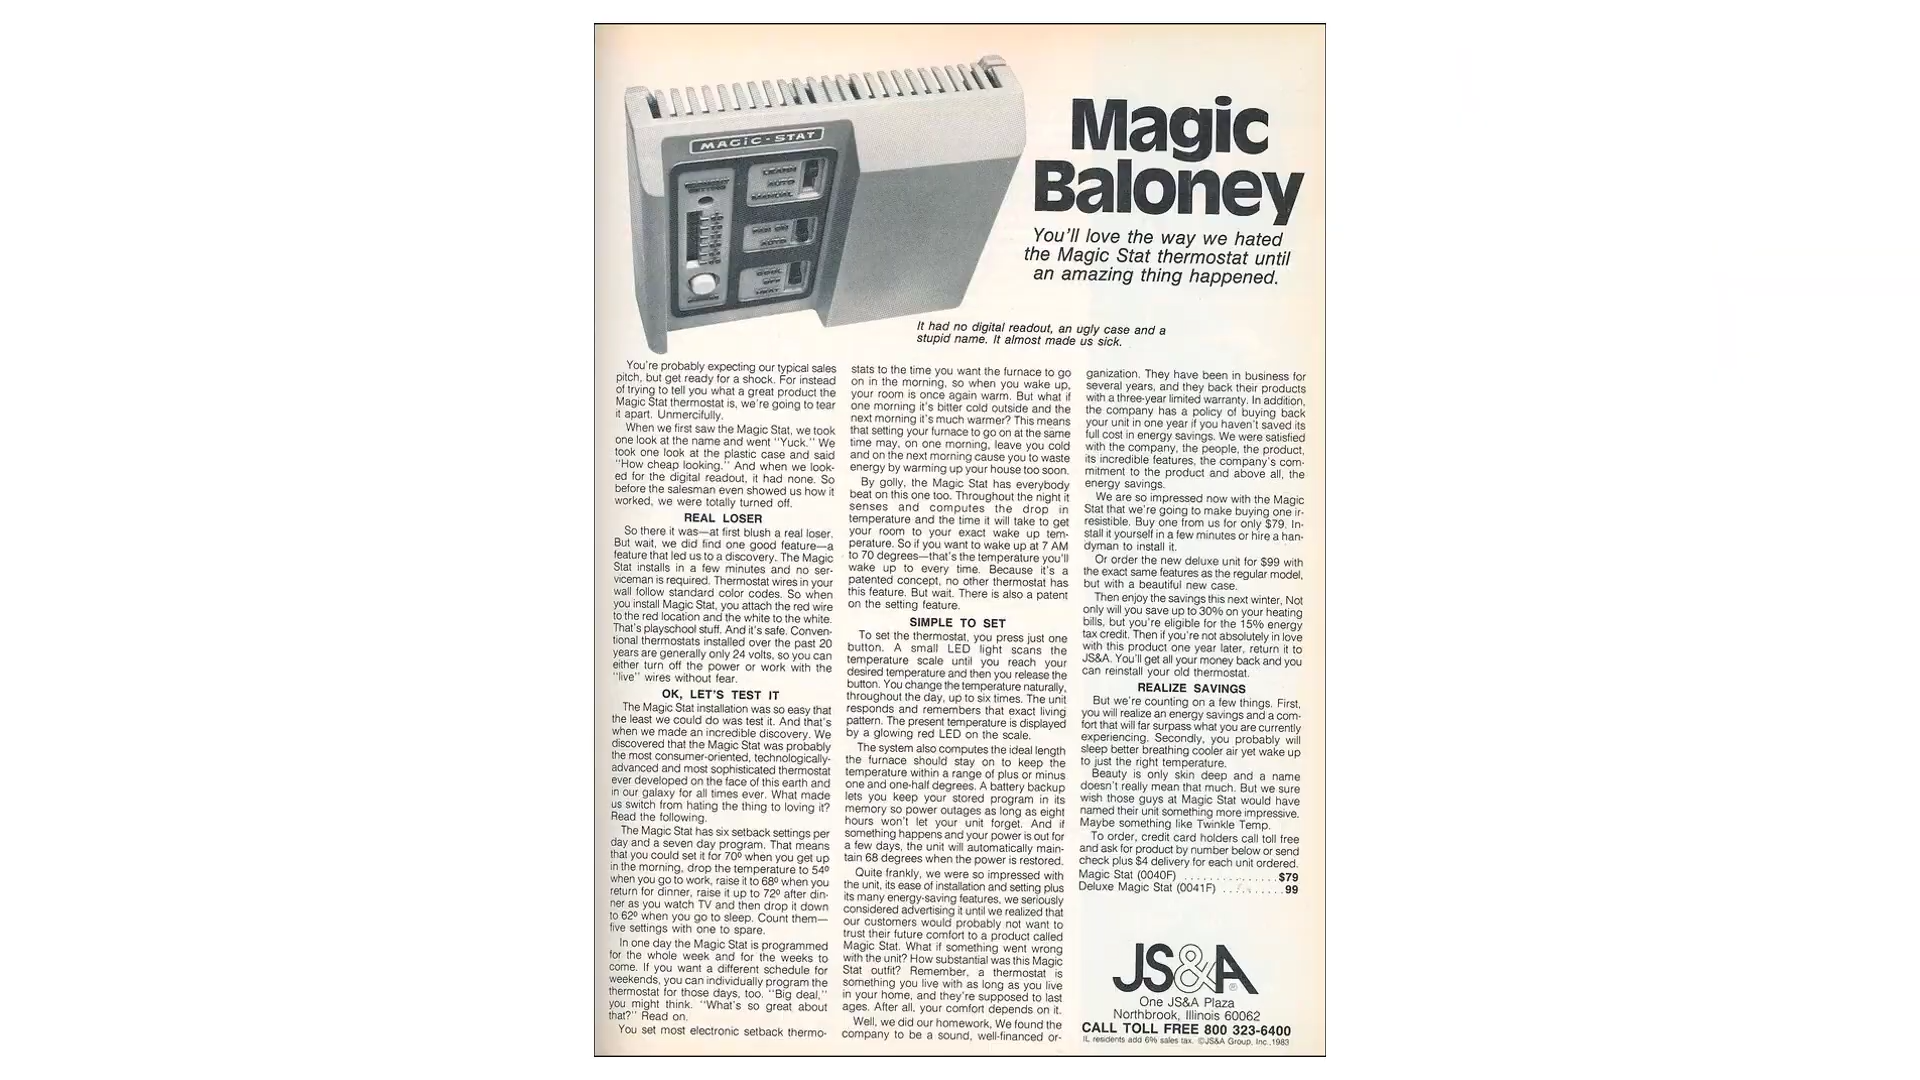 MAGIC-STAT
LEARN
AUTO
MANUAL
FAN ON
AUTO
COOL
OFF
HEAT
Magic
Baloney
You'll love the way we hated
the Magic Stat thermostat until
an amazing thing happened.
It had no digital readout, an ugly case and a
stupid name. It almost made us sick.
You're probably expecting our typical sales
pitch, but get ready for a shock. For instead
of trying to tell you what a great product the
Magic Stat thermostat is, we're going to tear
it apart. Unmercifully.
When we first saw the Magic Stat, we took
one look at the name and went "Yuck." We
took one look at the plastic case and said
"How cheap looking." And when we look-
ed for the digital readout, it had none. So
before the salesman even showed us how it
worked, we were totally turned off.
REAL LOSER
So there it was—at first blush a real loser.
But wait, we did find one good feature—a
feature that led us to a discovery. The Magic
Stat installs in a few minutes and no ser-
viceman is required. Thermostat wires in your
wall follow standard color codes. So when
you install Magic Stat, you attach the red wire
to the red location and the white to the white.
That's playschool stuff. And it's safe. Conven-
tional thermostats installed over the past 20
years are generally only 24 volts, so you can
either turn off the power or work with the
"live" wires without fear.
OK, LET'S TEST IT
The Magic Stat installation was so easy that
the least we could do was test it. And that's
when we made an incredible discovery. We
discovered that the Magic Stat was probably
the most consumer-oriented, technologically-
advanced and most sophisticated thermostat
ever developed on the face of this earth and
in our galaxy for all times ever. What made
us switch from hating the thing to loving it?
Read the following.
The Magic Stat has six setback settings per
day and a seven day program. That means
that you could set it for 70º when you get up
in the morning, drop the temperature to 54º
when you go to work, raise it to 68º when you
return for dinner, raise it up to 72º after din-
ner as you watch TV and then drop it down
to 62º when you go to sleep. Count them—
five settings with one to spare.
In one day the Magic Stat is programmed
for the whole week and for the weeks to
come. If you want a different schedule for
weekends, you can individually program the
thermostat for those days, too. "Big deal,"
you might think. "What's so great about
that?" Read on.
You set most electronic setback thermo-
stats to the time you want the furnace to go
on in the morning, so when you wake up,
your room is once again warm. But what if
one morning it's bitter cold outside and the
next morning it's much warmer? This means
that setting your furnace to go on at the same
time may, on one morning, leave you cold
and on the next morning cause you to waste
energy by warming up your house too soon.
By golly, the Magic Stat has everybody
beat on this one too. Throughout the night it
senses and computes the drop in
temperature and the time it will take to get
your room to your exact wake up tem-
perature. So if you want to wake up at 7 AM
to 70 degrees—that's the temperature you'll
wake up to every time. Because it's a
patented concept, no other thermostat has
this feature. But wait. There is also a patent
on the setting feature.
SIMPLE TO SET
To set the thermostat, you press just one
button. A small LED light scans the
temperature scale until you reach your
desired temperature and then you release the
button. You change the temperature naturally,
throughout the day, up to six times. The unit
responds and remembers that exact living
pattern. The present temperature is displayed
by a glowing red LED on the scale.
The system also computes the ideal length
the furnace should stay on to keep the
temperature within a range of plus or minus
one and one-half degrees. A battery backup
lets you keep your stored program in its
memory so power outages as long as eight
hours won't let your unit forget. And if
something happens and your power is out for
a few days, the unit will automatically main-
tain 68 degrees when the power is restored.
Quite frankly, we were so impressed with
the unit, its ease of installation and setting plus
its many energy-saving features, we seriously
considered advertising it until we realized that
our customers would probably not want to
trust their future comfort to a product called
Magic Stat. What if something went wrong
with the unit? How substantial was this Magic
Stat outfit? Remember, a thermostat is
something you live with as long as you live
in your home, and they're supposed to last
ages. After all, your comfort depends on it.
Well, we did our homework, We found the
company to be a sound, well-financed or-
ganization. They have been in business for
several years, and they back their products
with a three-year limited warranty. In addition,
the company has a policy of buying back
your unit in one year if you haven't saved its
full cost in energy savings. We were satisfied
with the company, the people, the product,
its incredible features, the company's com-
mitment to the product and above all, the
energy savings.
We are so impressed now with the Magic
Stat that we're going to make buying one ir-
resistible. Buy one from us for only $79. In-
stall it yourself in a few minutes or hire a han-
dyman to install it.
Or order the new deluxe unit for $99 with
the exact same features as the regular model,
but with a beautiful new case.
Then enjoy the savings this next winter, Not
only will you save up to 30% on your heating
bills, but you're eligible for the 15% energy
tax credit. Then if you're not absolutely in love
with this product one year later, return it to
JS&A. You'll get all your money back and you
can reinstall your old thermostat.
REALIZE SAVINGS
But we're counting on a few things. First,
you will realize an energy savings and a com-
fort that will far surpass what you are currently
experiencing. Secondly, you probably will
sleep better breathing cooler air yet wake up
to just the right temperature.
Beauty is only skin deep and a name
doesn't really mean that much. But we sure
wish those guys at Magic Stat would have
named their unit something more impressive.
Maybe something like Twinkle Temp.
To order, credit card holders call toll free
and ask for product by number below or send
check plus $4 delivery for each unit ordered.
Magic Stat (0040F) . . . . . . . . . . . . . . . $79
Deluxe Magic Stat (0041F) . . . . . . . . . . 99
JS&A®
One JS&A Plaza
Northbrook, Illinois 60062
CALL TOLL FREE 800 323-6400
IL residents add 6% sales tax. ©JS&A Group, Inc.,1983